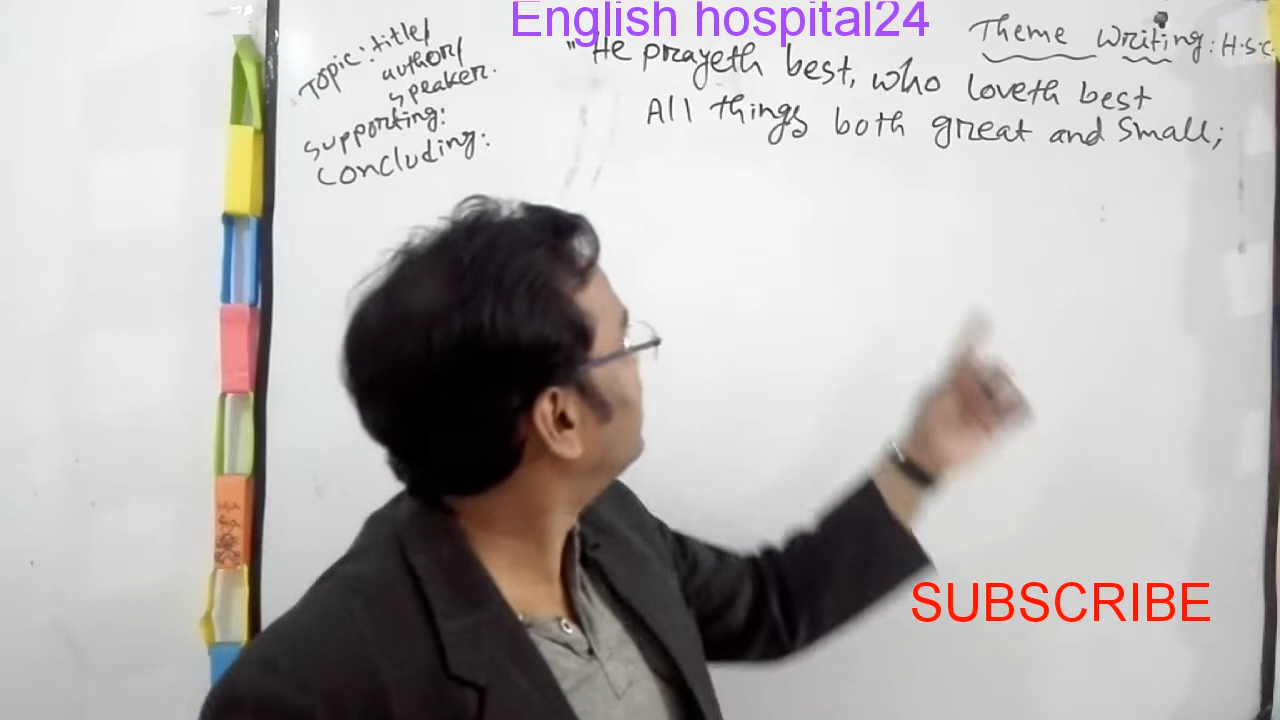 English hospital24
Theme writing: H.S.C.
Topic: title/
author/
speaker.
supporting:
concluding:
"He prayeth best, who loveth best
All things both great and small;
SUBSCRIBE